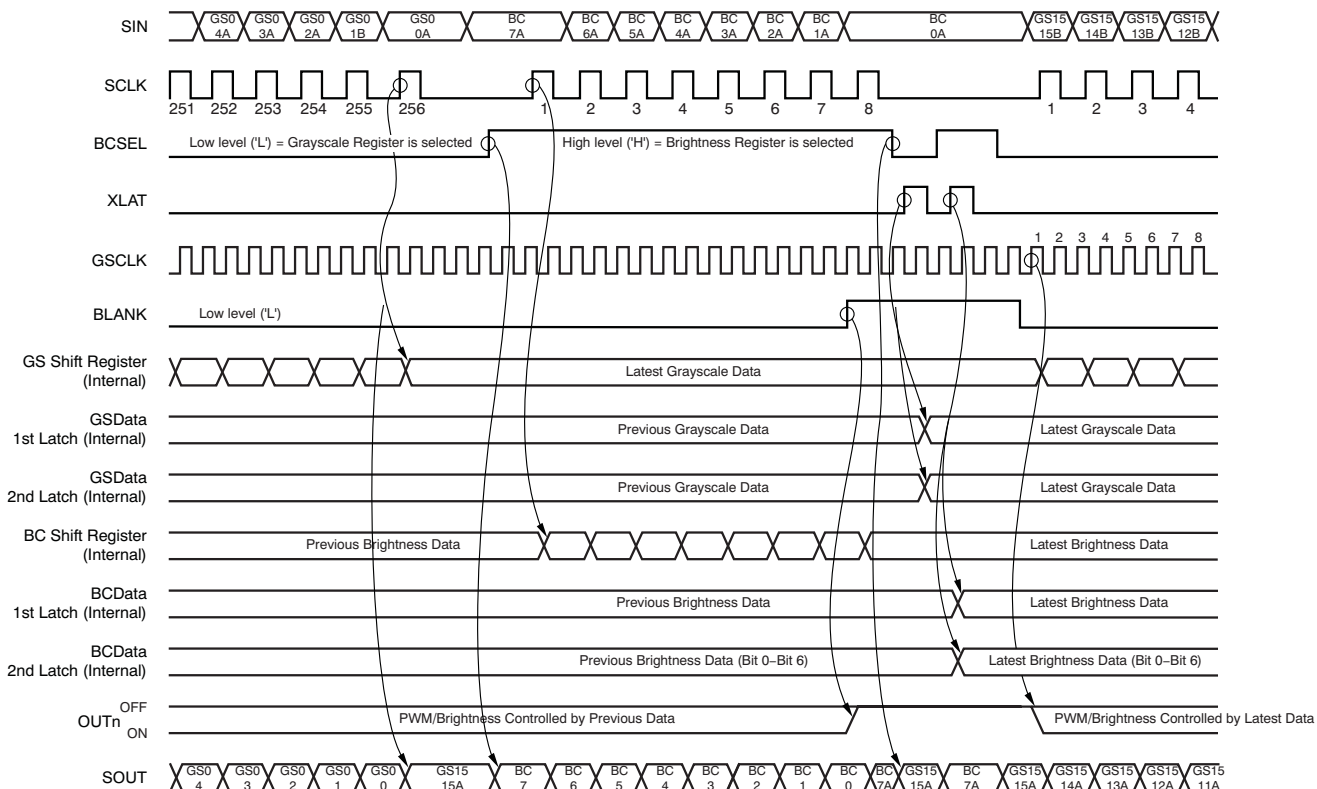 SIN
GS0 4A
GS0 3A
GS0 2A
GS0 1B
GS0 0A
BC 7A
BC 6A
BC 5A
BC 4A
BC 3A
BC 2A
BC 1A
BC 0A
GS15 15B
GS15 14B
GS15 13B
GS15 12B
SCLK
251 252 253 254 255 256 1 2 3 4 5 6 7 8 1 2 3 4
BCSEL
Low level ('L') = Grayscale Register is selected
High level ('H') = Brightness Register is selected
XLAT
GSCLK
1 2 3 4 5 6 7 8
BLANK
Low level ('L')
GS Shift Register
(Internal)
Latest Grayscale Data
GSData
1st Latch (Internal)
Previous Grayscale Data
Latest Grayscale Data
GSData
2nd Latch (Internal)
Previous Grayscale Data
Latest Grayscale Data
BC Shift Register
(Internal)
Previous Brightness Data
Latest Brightness Data
BCData
1st Latch (Internal)
Previous Brightness Data
Latest Brightness Data
BCData
2nd Latch (Internal)
Previous Brightness Data (Bit 0−Bit 6)
Latest Brightness Data (Bit 0−Bit 6)
OUTn
OFF
ON
PWM/Brightness Controlled by Previous Data
PWM/Brightness Controlled by Latest Data
SOUT
GS0 4
GS0 3
GS0 2
GS0 1
GS0 0
GS15 15A
BC 7
BC 6
BC 5
BC 4
BC 3
BC 2
BC 1
BC 0
BC 7A
GS15 15A
BC 7A
GS15 15A
GS15 14A
GS15 13A
GS15 12A
GS15 11A